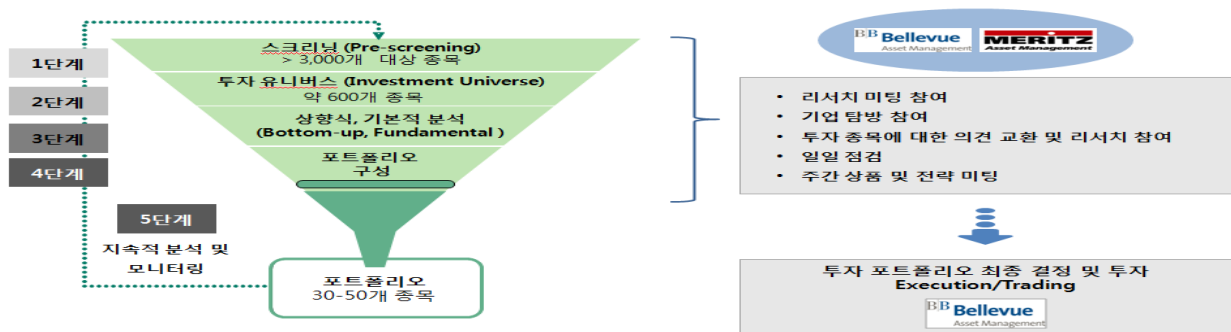 1단계
2단계
3단계
4단계
스크리닝 (Pre-screening)
> 3,000개 대상 종목
투자 유니버스 (Investment Universe)
약 600개 종목
상향식, 기본적 분석
(Bottom-up, Fundamental )
포트폴리오
구성
5단계
지속적 분석 및
모니터링
포트폴리오
30-50개 종목
BB Bellevue
Asset Management
MERITZ
Asset Management
• 리서치 미팅 참여
• 기업 탐방 참여
• 투자 종목에 대한 의견 교환 및 리서치 참여
• 일일 점검
• 주간 상품 및 전략 미팅
투자 포트폴리오 최종 결정 및 투자
Execution/Trading
BB Bellevue
Asset Management